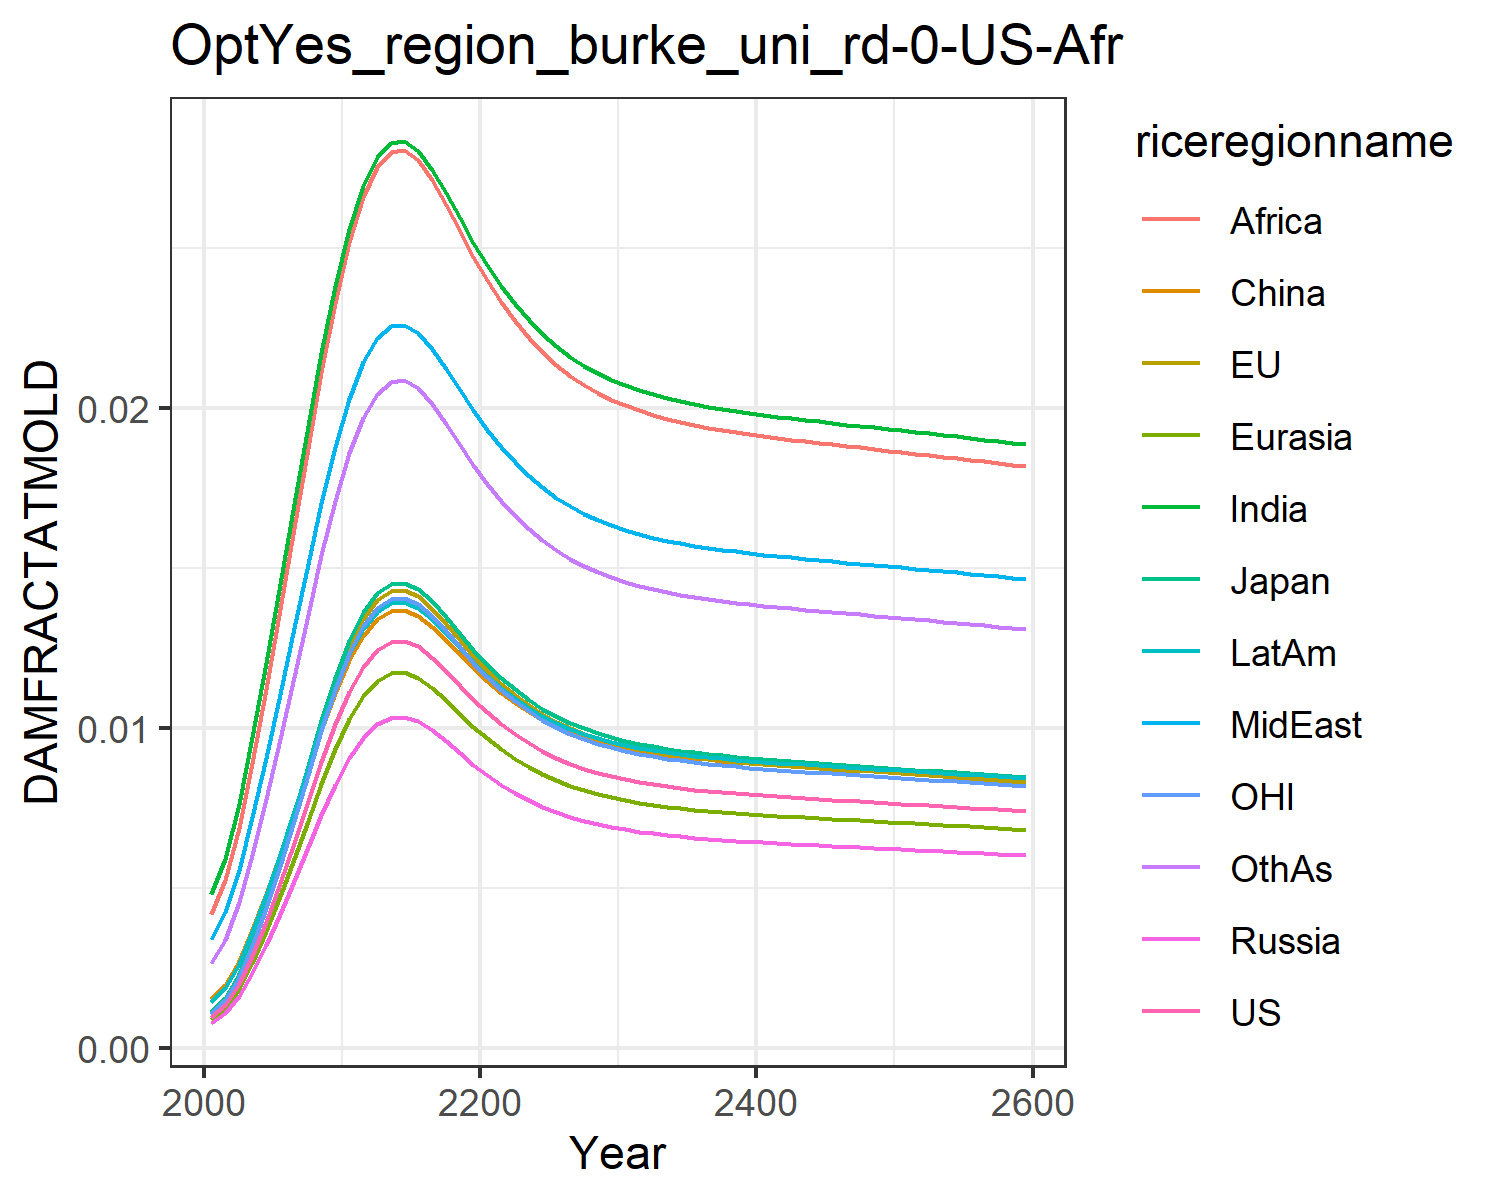 OptYes_region_burke_uni_rd-0-US-Afr
DAMFRACTATMOLD
0.02
0.01
0.00
2000 2200 2400 2600
Year
riceregionname
Africa
China
EU
Eurasia
India
Japan
LatAm
MidEast
OHI
OthAs
Russia
US